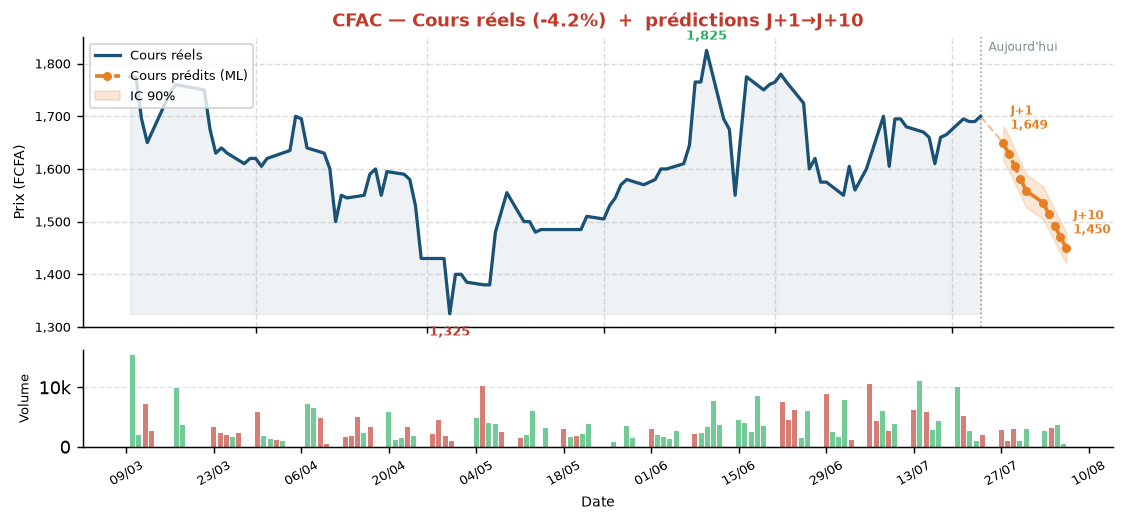 CFAC — Cours réels (-4.2%)  +  prédictions J+1→J+10
1,825
Aujourd'hui
Cours réels
Cours prédits (ML)
IC 90%
J+1
1,649
J+10
1,450
1,325
Prix (FCFA)
1,800
1,700
1,600
1,500
1,400
1,300
Volume
10k
0
09/03
23/03
06/04
20/04
04/05
18/05
01/06
15/06
29/06
13/07
27/07
10/08
Date